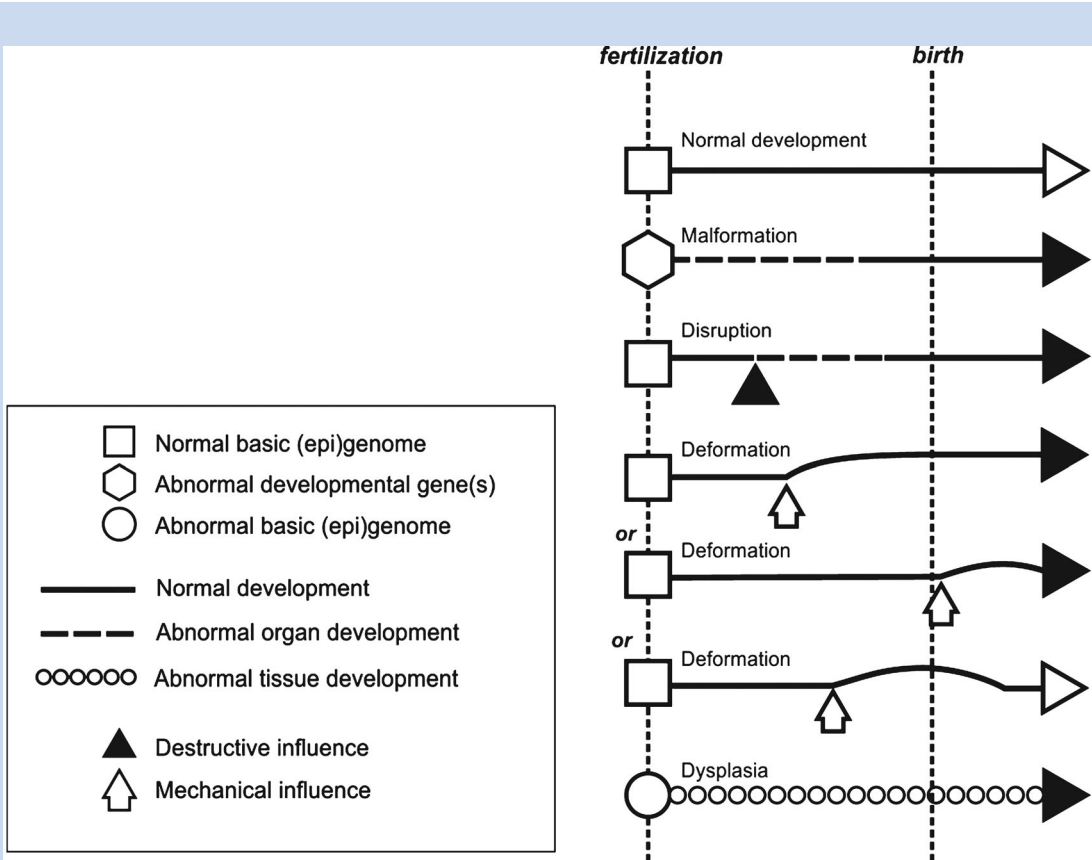 fertilization
birth
Normal development
Malformation
Disruption
Deformation
or
Deformation
or
Deformation
Dysplasia
Normal basic (epi)genome
Abnormal developmental gene(s)
Abnormal basic (epi)genome
Normal development
Abnormal organ development
Abnormal tissue development
Destructive influence
Mechanical influence